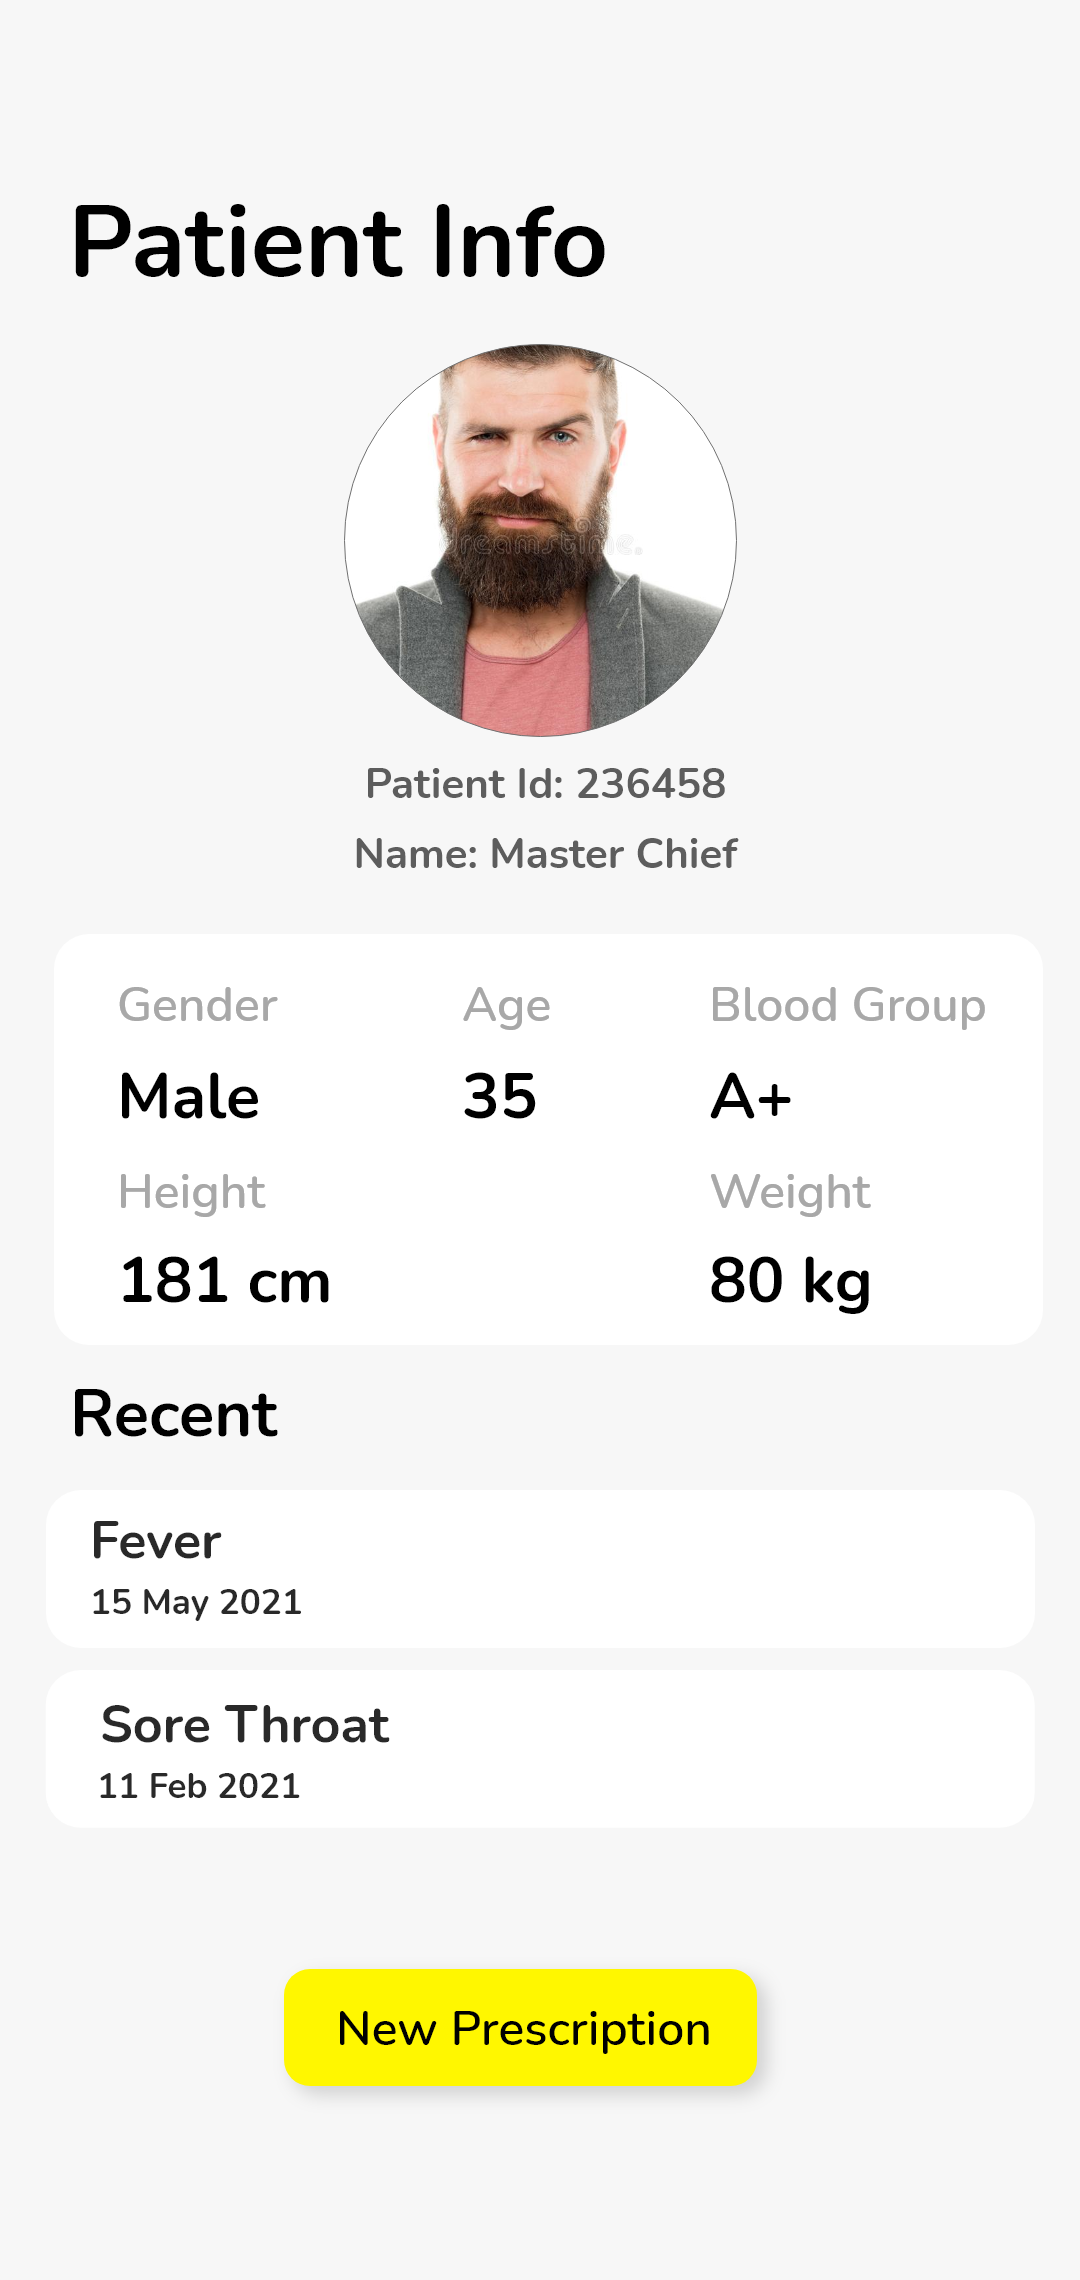 Patient Info
dreamstime.
Patient Id: 236458
Name: Master Chief
Gender Age Blood Group
Male 35 A+
Height Weight
181 cm 80 kg
Recent
Fever
15 May 2021
Sore Throat
11 Feb 2021
New Prescription